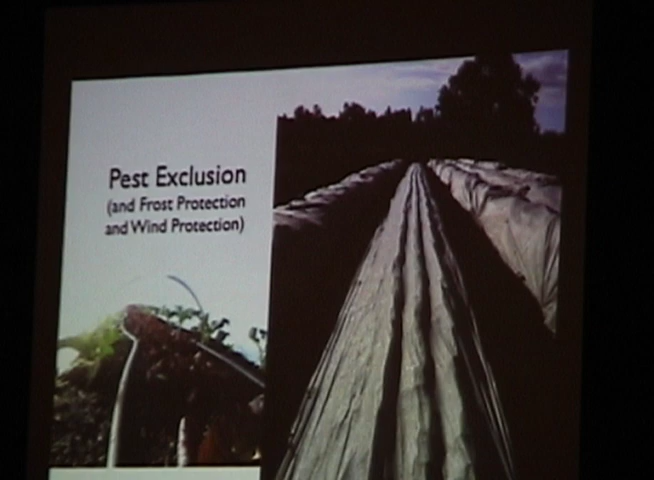 Pest Exclusion
(and Frost Protection
and Wind Protection)